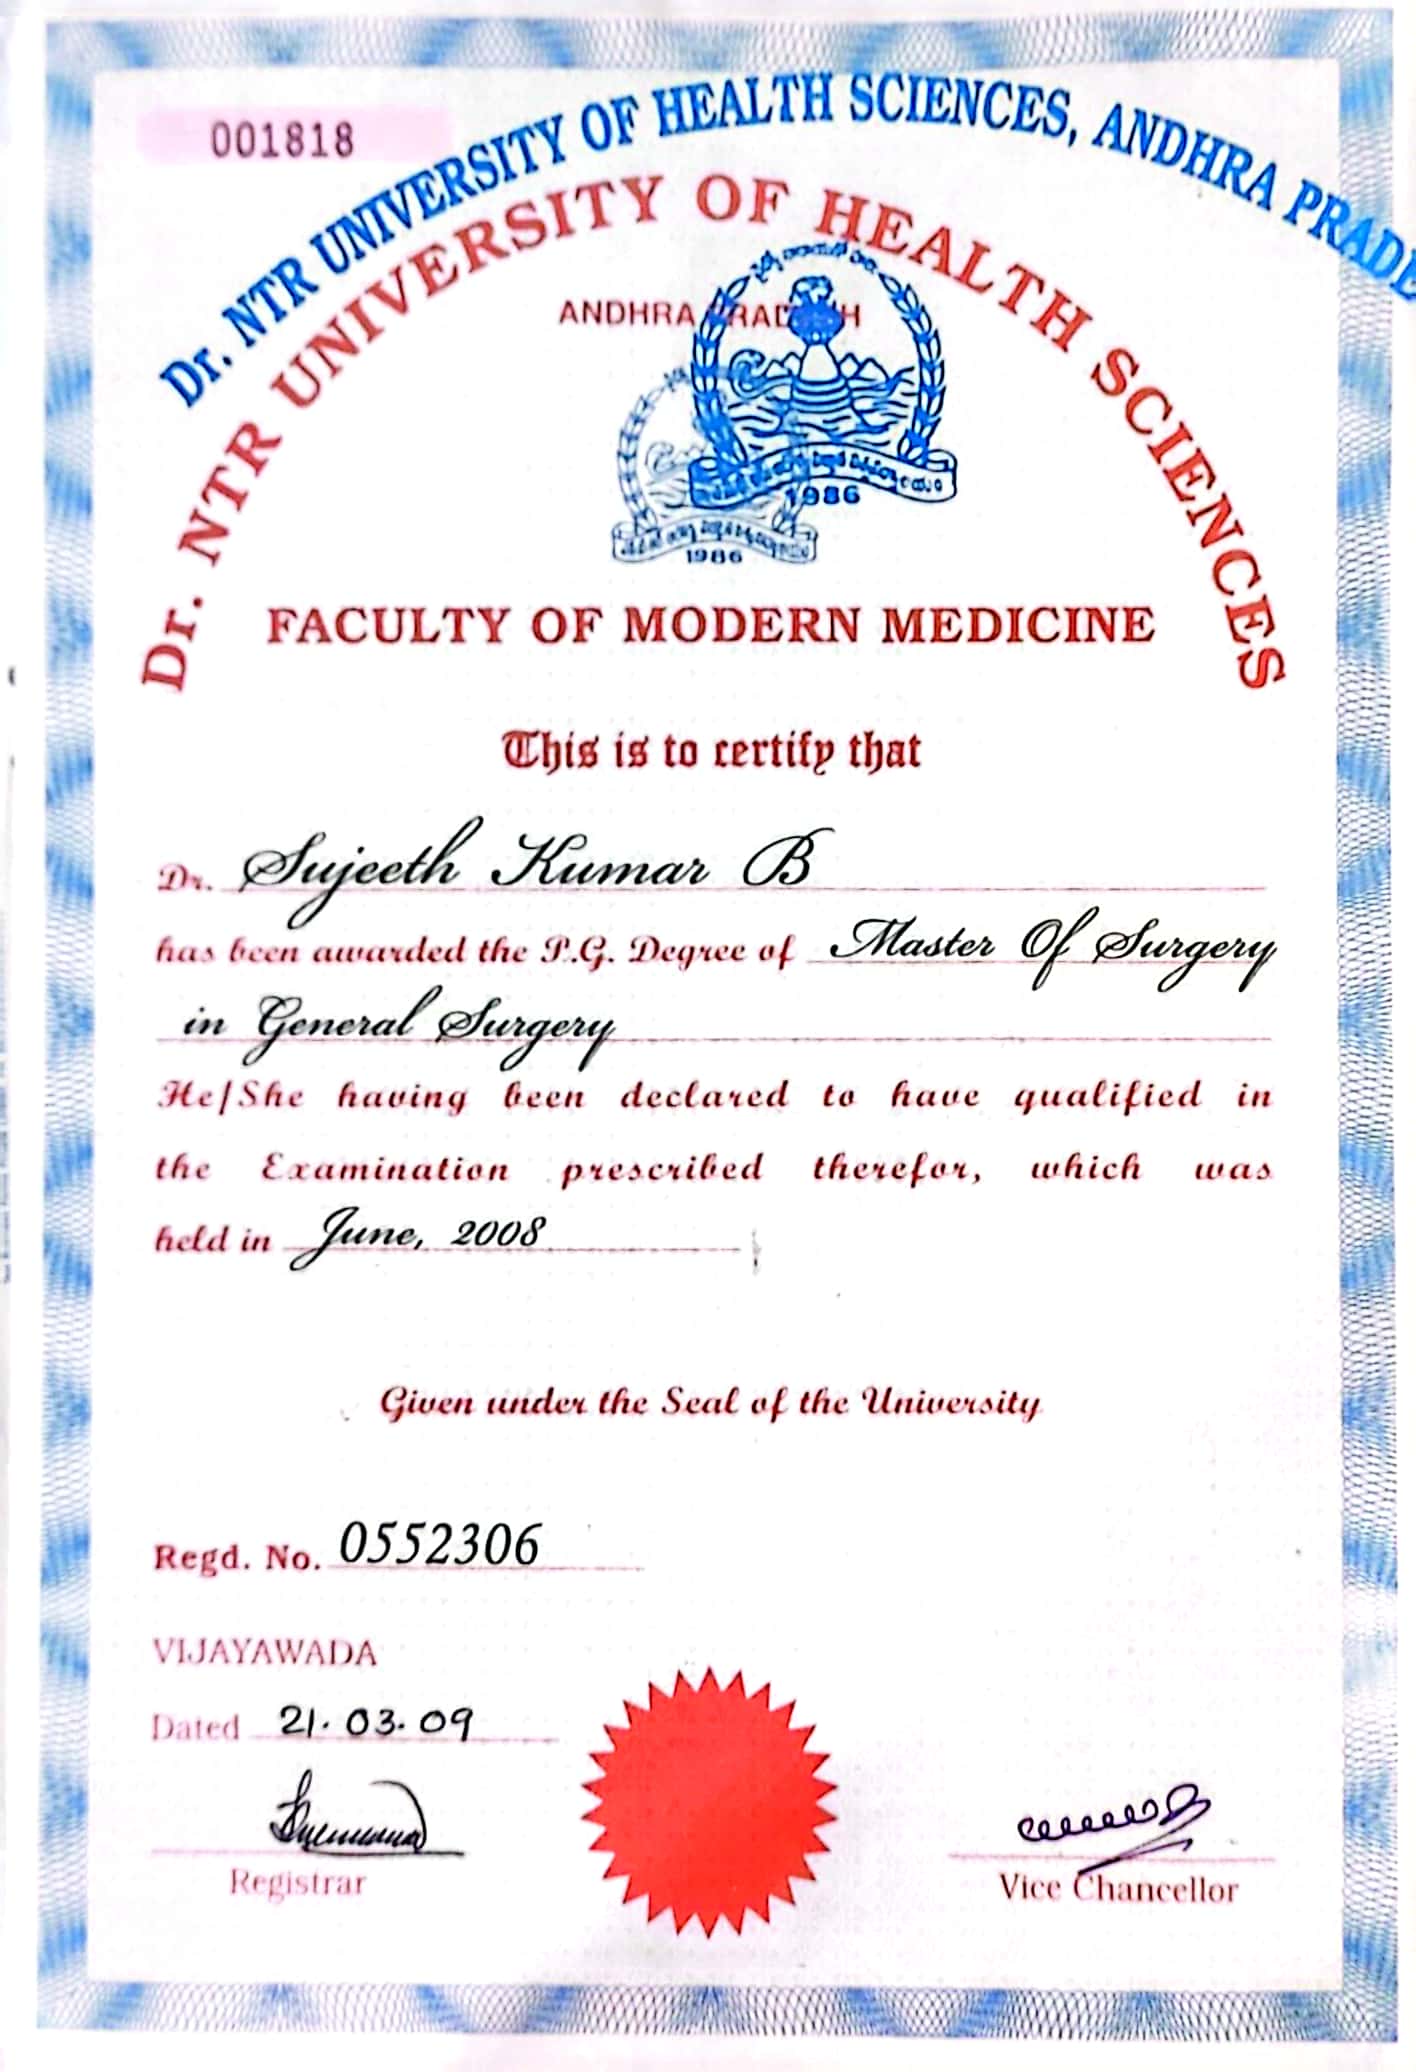 001818
Dr. NTR UNIVERSITY OF HEALTH SCIENCES, ANDHRA PRADE
Dr. NTR UNIVERSITY OF HEALTH SCIENCES
ANDHRA PRADESH
1986
1986
FACULTY OF MODERN MEDICINE
This is to certify that
Dr. Sujeeth Kumar B
has been awarded the P.G. Degree of Master Of Surgery
in General Surgery
He/She having been declared to have qualified in
the Examination prescribed therefor, which was
held in June, 2008
Given under the Seal of the University
Regd. No. 0552306
VIJAYAWADA
Dated 21.03.09
Registrar
Vice Chancellor